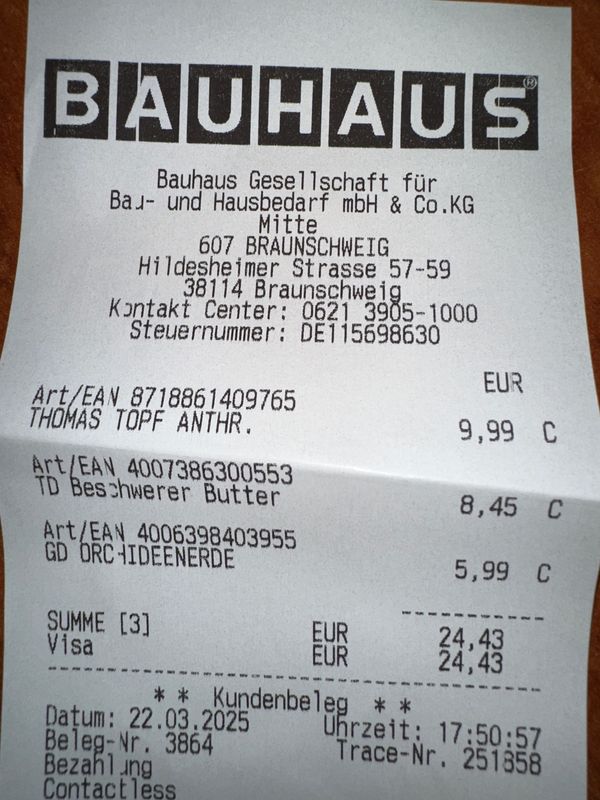 BAUHAUS®
Bauhaus Gesellschaft für
Bau- und Hausbedarf mbH & Co.KG
Mitte
607 BRAUNSCHWEIG
Hildesheimer Strasse 57-59
38114 Braunschweig
Kontakt Center: 0621 3905-1000
Steuernummer: DE115698630
EUR
Art/EAN 8718861409765
THOMAS TOPF ANTHR. 9,99 C
Art/EAN 4007386300553
TD Beschwerer Butter 8,45 C
Art/EAN 4006398403955
GD ORCHIDEENERDE 5,99 C
SUMME [3] EUR 24,43
Visa EUR 24,43
* * Kundenbeleg * *
Datum: 22.03.2025 Uhrzeit: 17:50:57
Beleg-Nr. 3864 Trace-Nr. 251358
Bezahlung
Contactless